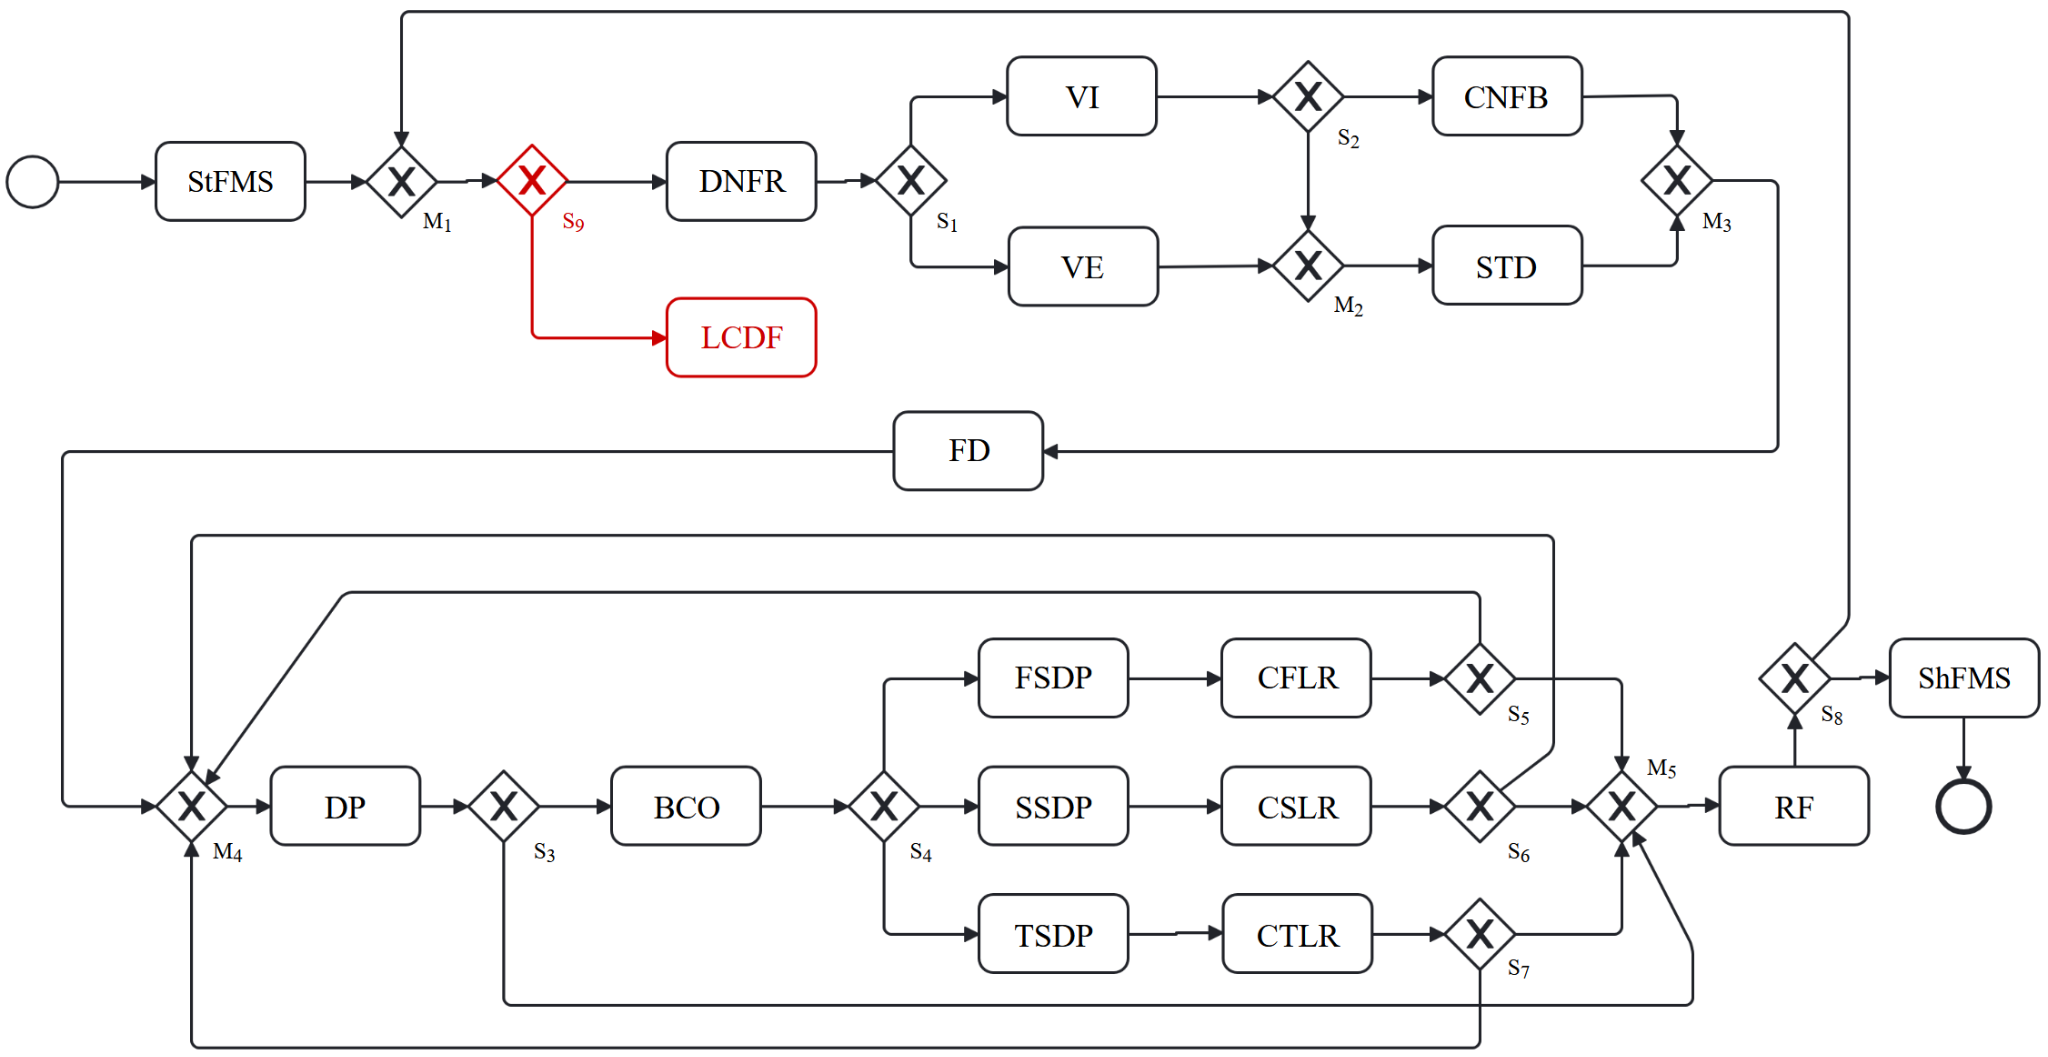 StFMS
X
M1
X
S9
DNFR
X
S1
VI
X
S2
CNFB
X
M3
VE
X
M2
STD
LCDF
FD
X
M4
DP
X
S3
BCO
X
S4
FSDP
CFLR
X
S5
SSDP
CSLR
X
S6
TSDP
CTLR
X
S7
X
M5
RF
X
S8
ShFMS